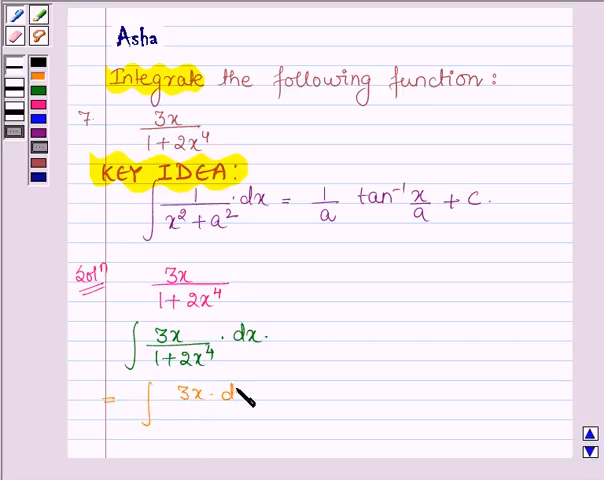 Asha
Integrate the following function:
7. 3x / 1 + 2x⁴
KEY IDEA:
∫ 1 / x² + a² · dx = 1 / a tan⁻¹ x / a + c.
Solⁿ 3x / 1 + 2x⁴
∫ 3x / 1 + 2x⁴ · dx.
= ∫ 3x · d